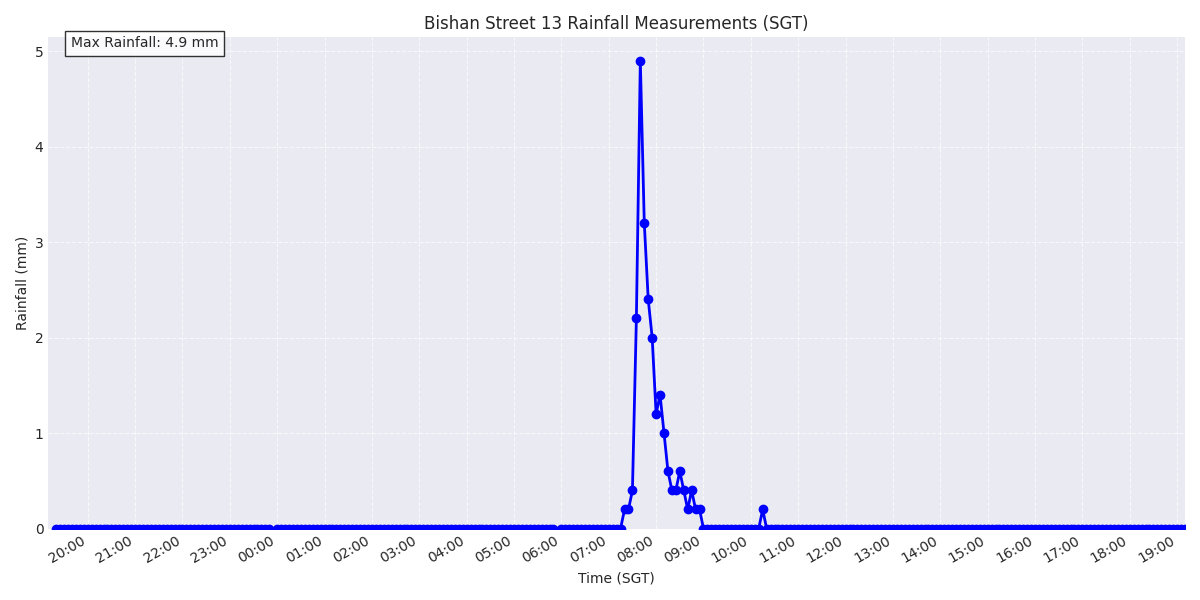 Bishan Street 13 Rainfall Measurements (SGT)
Max Rainfall: 4.9 mm
5
4
3
2
1
0
Rainfall (mm)
20:00 21:00 22:00 23:00 00:00 01:00 02:00 03:00 04:00 05:00 06:00 07:00 08:00 09:00 10:00 11:00 12:00 13:00 14:00 15:00 16:00 17:00 18:00 19:00
Time (SGT)